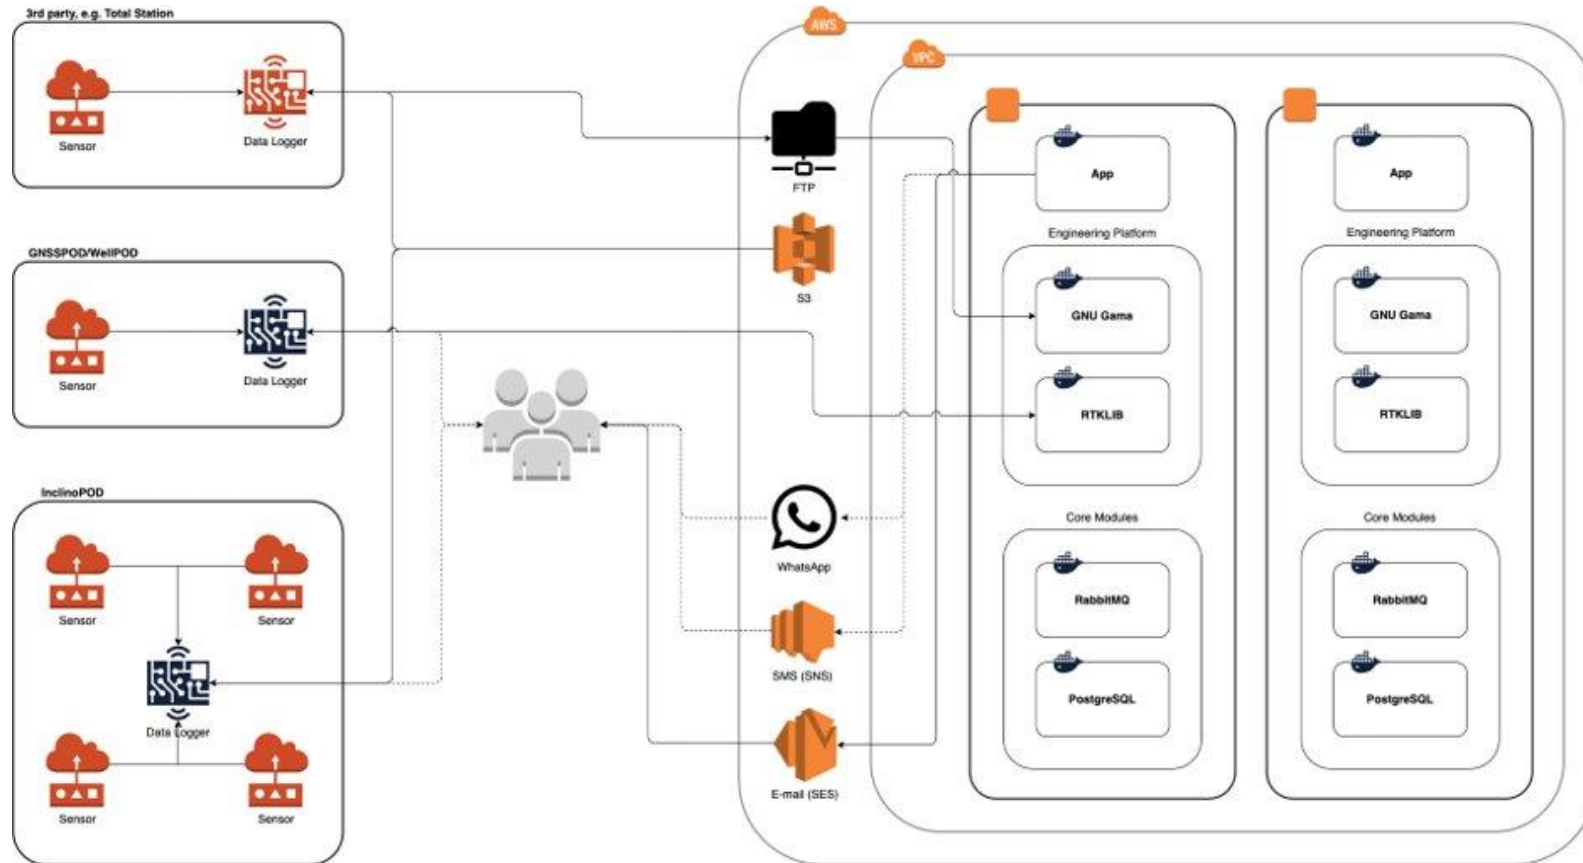 3rd party, e.g. Total Station
Sensor
Data Logger
GNSSPOD/WellPOD
Sensor
Data Logger
InclinoPOD
Sensor
Sensor
Data Logger
Sensor
Sensor
AWS
VPC
FTP
S3
WhatsApp
SMS (SNS)
E-mail (SES)
App
Engineering Platform
GNU Gama
RTKLIB
Core Modules
RabbitMQ
PostgreSQL
App
Engineering Platform
GNU Gama
RTKLIB
Core Modules
RabbitMQ
PostgreSQL